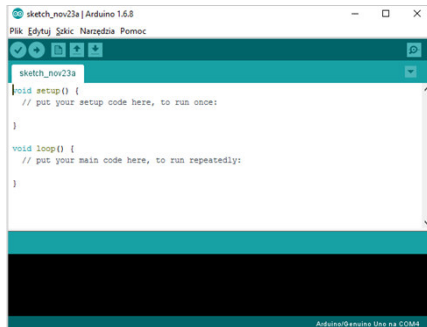 sketch_nov23a | Arduino 1.6.8
Plik Edytuj Szkic Narzędzia Pomoc
sketch_nov23a
void setup() {
// put your setup code here, to run once:
}
void loop() {
// put your main code here, to run repeatedly:
}
Arduino/Genuino Uno na COM4